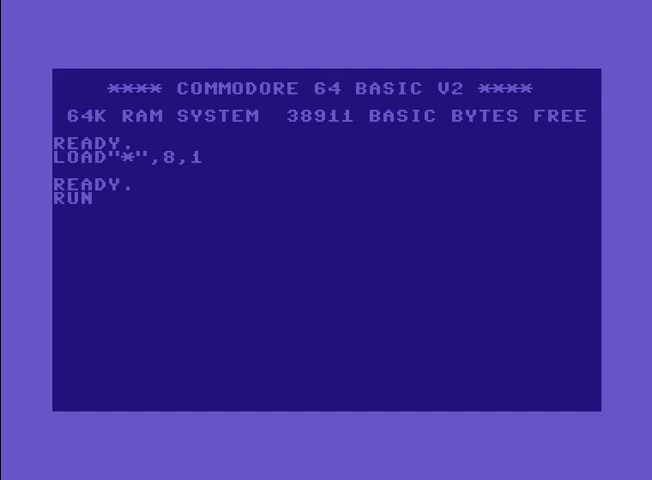 **** COMMODORE 64 BASIC V2 ****
64K RAM SYSTEM  38911 BASIC BYTES FREE
READY.
LOAD"*",8,1
READY.
RUN